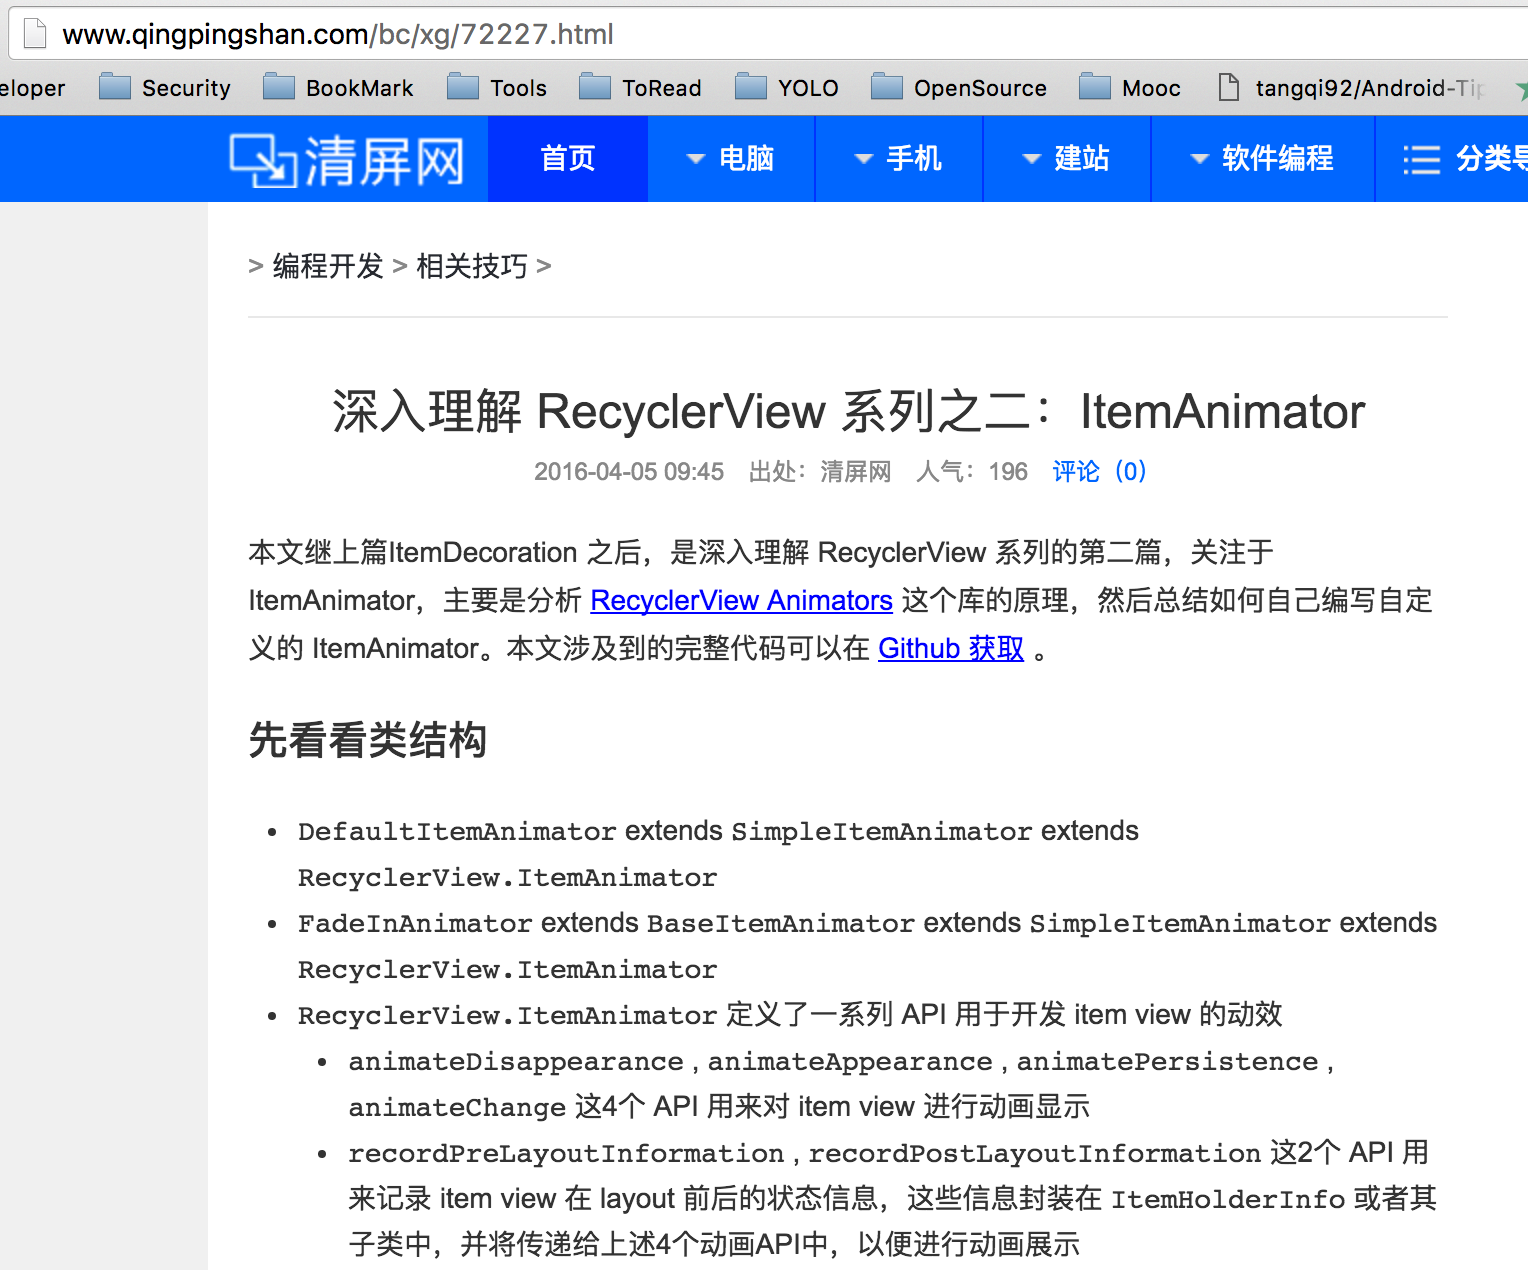 www.qingpingshan.com/bc/xg/72227.html
eloper Security BookMark Tools ToRead YOLO OpenSource Mooc tangqi92/Android-Tip
清屏网 首页 电脑 手机 建站 软件编程 分类导
> 编程开发 > 相关技巧 >
深入理解 RecyclerView 系列之二：ItemAnimator
2016-04-05 09:45 出处：清屏网 人气：196 评论（0）
本文继上篇ItemDecoration 之后，是深入理解 RecyclerView 系列的第二篇，关注于
ItemAnimator，主要是分析 RecyclerView Animators 这个库的原理，然后总结如何自己编写自定
义的 ItemAnimator。本文涉及到的完整代码可以在 Github 获取 。
先看看类结构
• DefaultItemAnimator extends SimpleItemAnimator extends
RecyclerView.ItemAnimator
• FadeInAnimator extends BaseItemAnimator extends SimpleItemAnimator extends
RecyclerView.ItemAnimator
• RecyclerView.ItemAnimator 定义了一系列 API 用于开发 item view 的动效
• animateDisappearance , animateAppearance , animatePersistence ,
animateChange 这4个 API 用来对 item view 进行动画显示
• recordPreLayoutInformation , recordPostLayoutInformation 这2个 API 用
来记录 item view 在 layout 前后的状态信息，这些信息封装在 ItemHolderInfo 或者其
子类中，并将传递给上述4个动画API中，以便进行动画展示